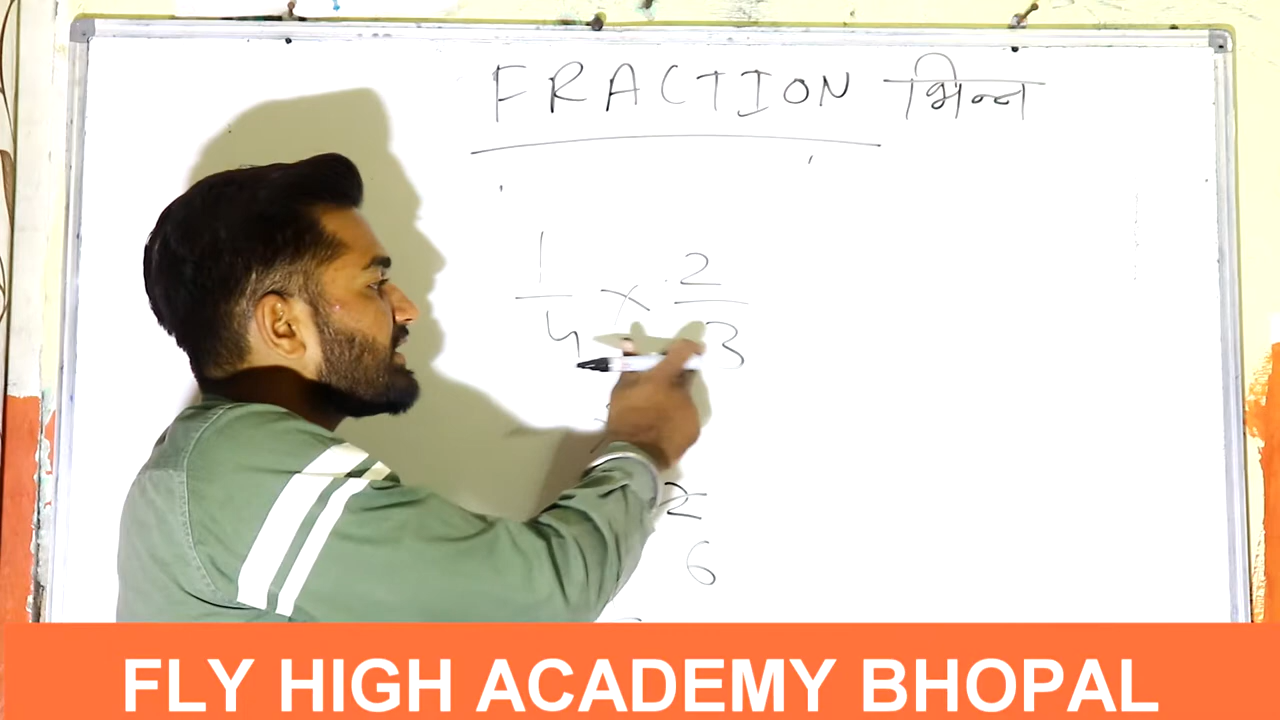 FRACTION भिन्न
1/4 × 2/3
2
6
FLY HIGH ACADEMY BHOPAL